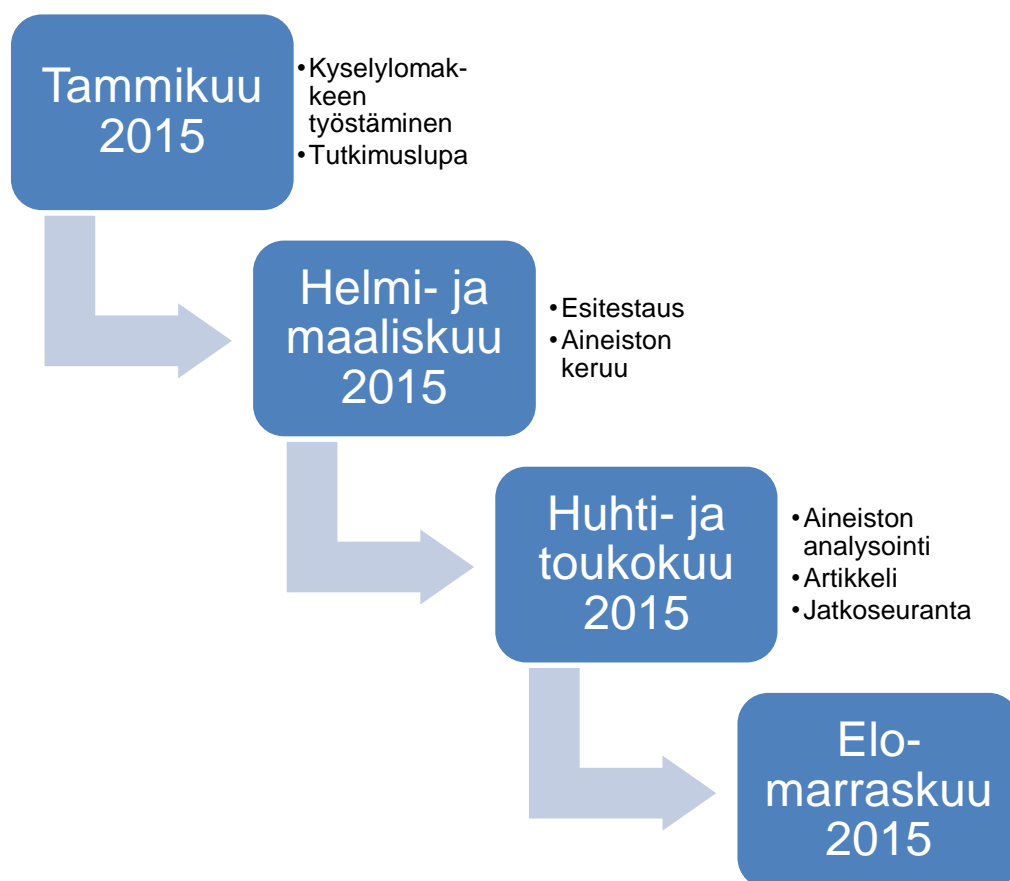 Tammikuu
2015
•Kyselylomak-
keen
työstäminen
•Tutkimuslupa
Helmi- ja
maaliskuu
2015
•Esitestaus
•Aineiston
keruu
Huhti- ja
toukokuu
2015
•Aineiston
analysointi
•Artikkeli
•Jatkoseuranta
Elo-
marraskuu
2015